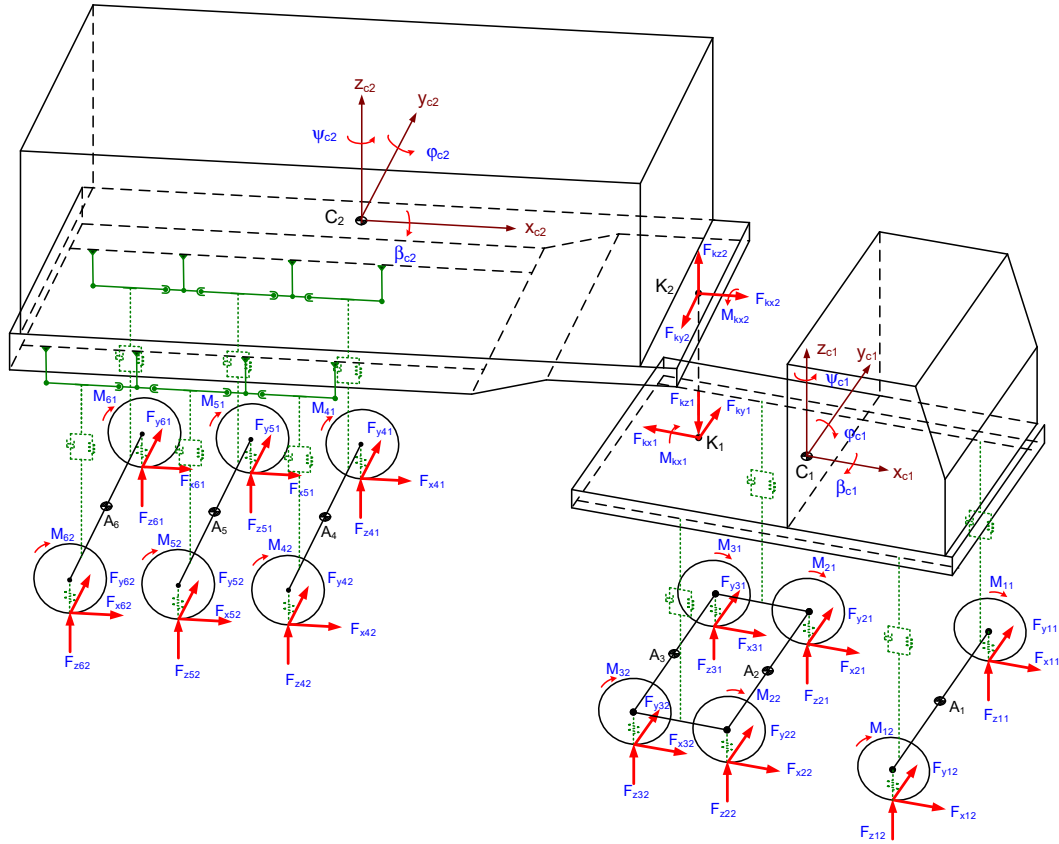 z_c2
y_c2
ψ_c2
φ_c2
C_2
x_c2
β_c2
F_kz2
K_2
F_kx2
M_kx2
F_ky2
z_c1
y_c1
ψ_c1
φ_c1
C_1
x_c1
β_c1
F_kz1
F_ky1
F_kx1
K_1
M_kx1
M_61
F_y61
F_x61
F_z61
M_51
F_y51
F_x51
F_z51
M_41
F_y41
F_x41
F_z41
A_6
A_5
A_4
M_62
F_y62
F_x62
F_z62
M_52
F_y52
F_x52
F_z52
M_42
F_y42
F_x42
F_z42
M_31
F_y31
F_x31
F_z31
M_21
F_y21
F_x21
F_z21
M_11
F_y11
F_x11
F_z11
A_3
A_2
A_1
M_32
F_y32
F_x32
F_z32
M_22
F_y22
F_x22
F_z22
M_12
F_y12
F_x12
F_z12